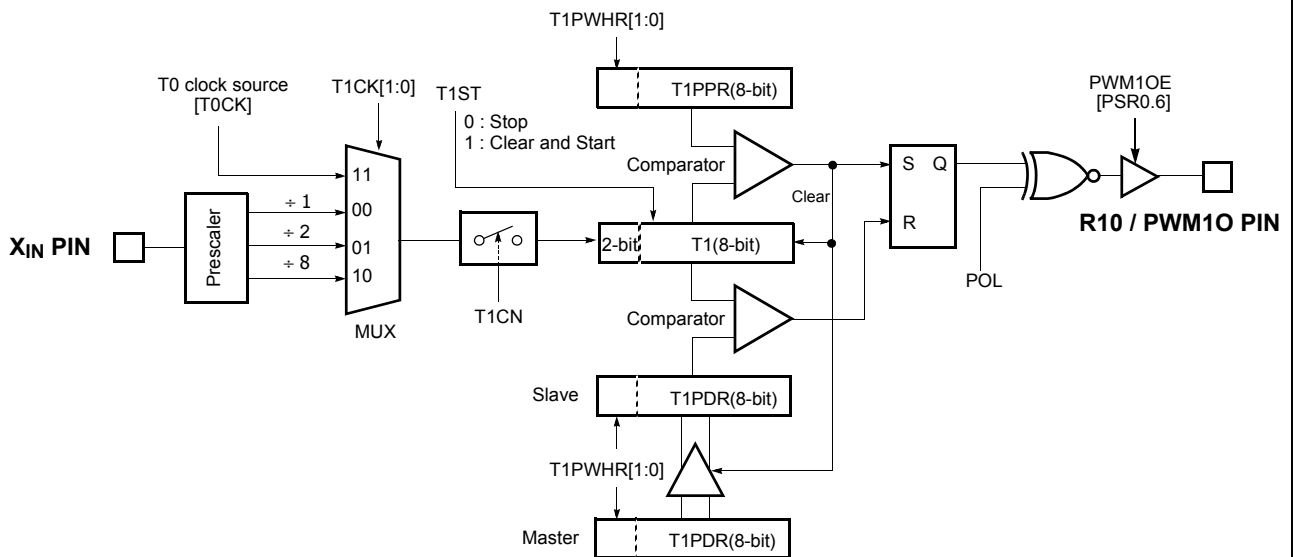 T1PWHR[1:0]
T0 clock source
[T0CK]
T1CK[1:0]
T1ST
0 : Stop
1 : Clear and Start
T1PPR(8-bit)
PWM1OE
[PSR0.6]
Comparator
Clear
S Q
R
11
00
01
10
÷ 1
÷ 2
÷ 8
Prescaler
XIN PIN
MUX
T1CN
2-bit
T1(8-bit)
R10 / PWM1O PIN
POL
Comparator
Slave
T1PDR(8-bit)
T1PWHR[1:0]
Master
T1PDR(8-bit)